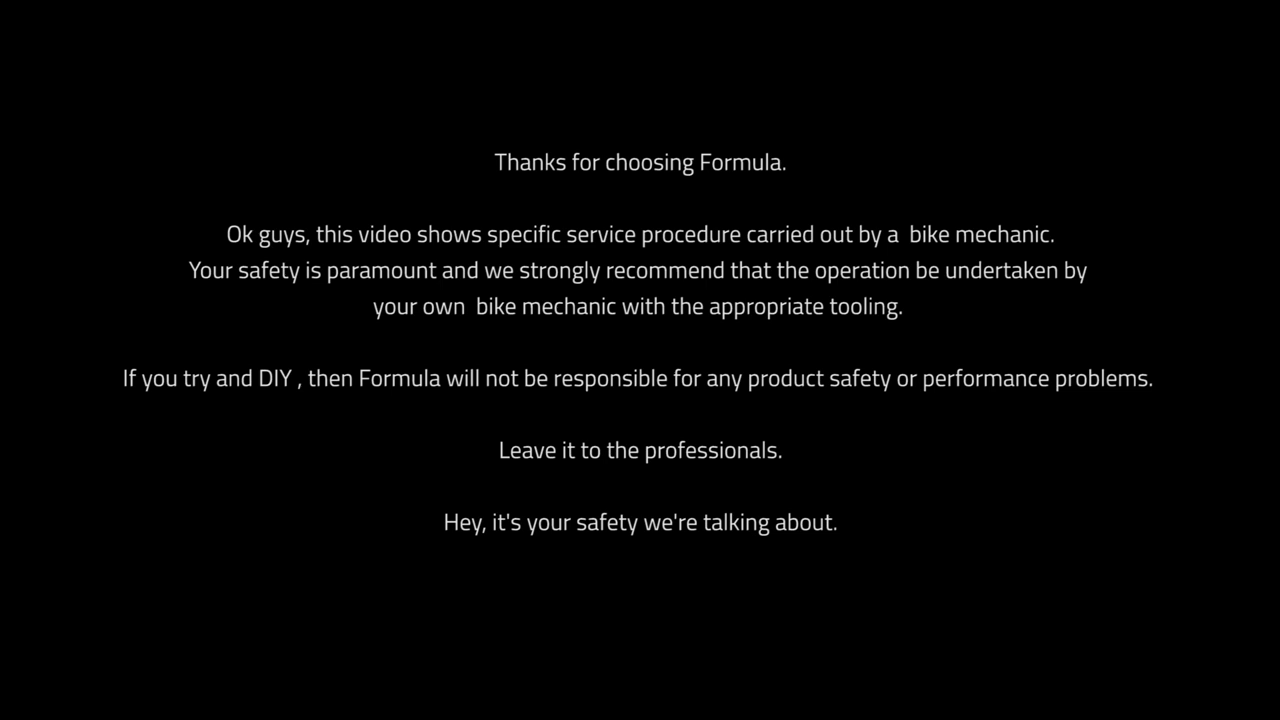 Thanks for choosing Formula.
Ok guys, this video shows specific service procedure carried out by a  bike mechanic.
Your safety is paramount and we strongly recommend that the operation be undertaken by
your own  bike mechanic with the appropriate tooling.
If you try and DIY , then Formula will not be responsible for any product safety or performance problems.
Leave it to the professionals.
Hey, it's your safety we're talking about.